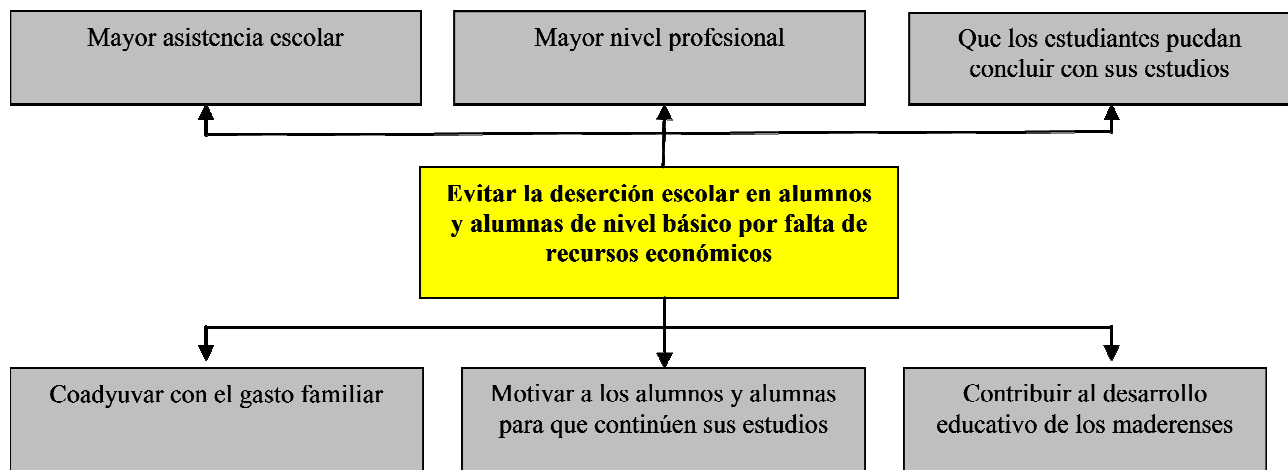 Mayor asistencia escolar
Mayor nivel profesional
Que los estudiantes puedan
concluir con sus estudios
Evitar la deserción escolar en alumnos
y alumnas de nivel básico por falta de
recursos económicos
Coadyuvar con el gasto familiar
Motivar a los alumnos y alumnas
para que continúen sus estudios
Contribuir al desarrollo
educativo de los maderenses